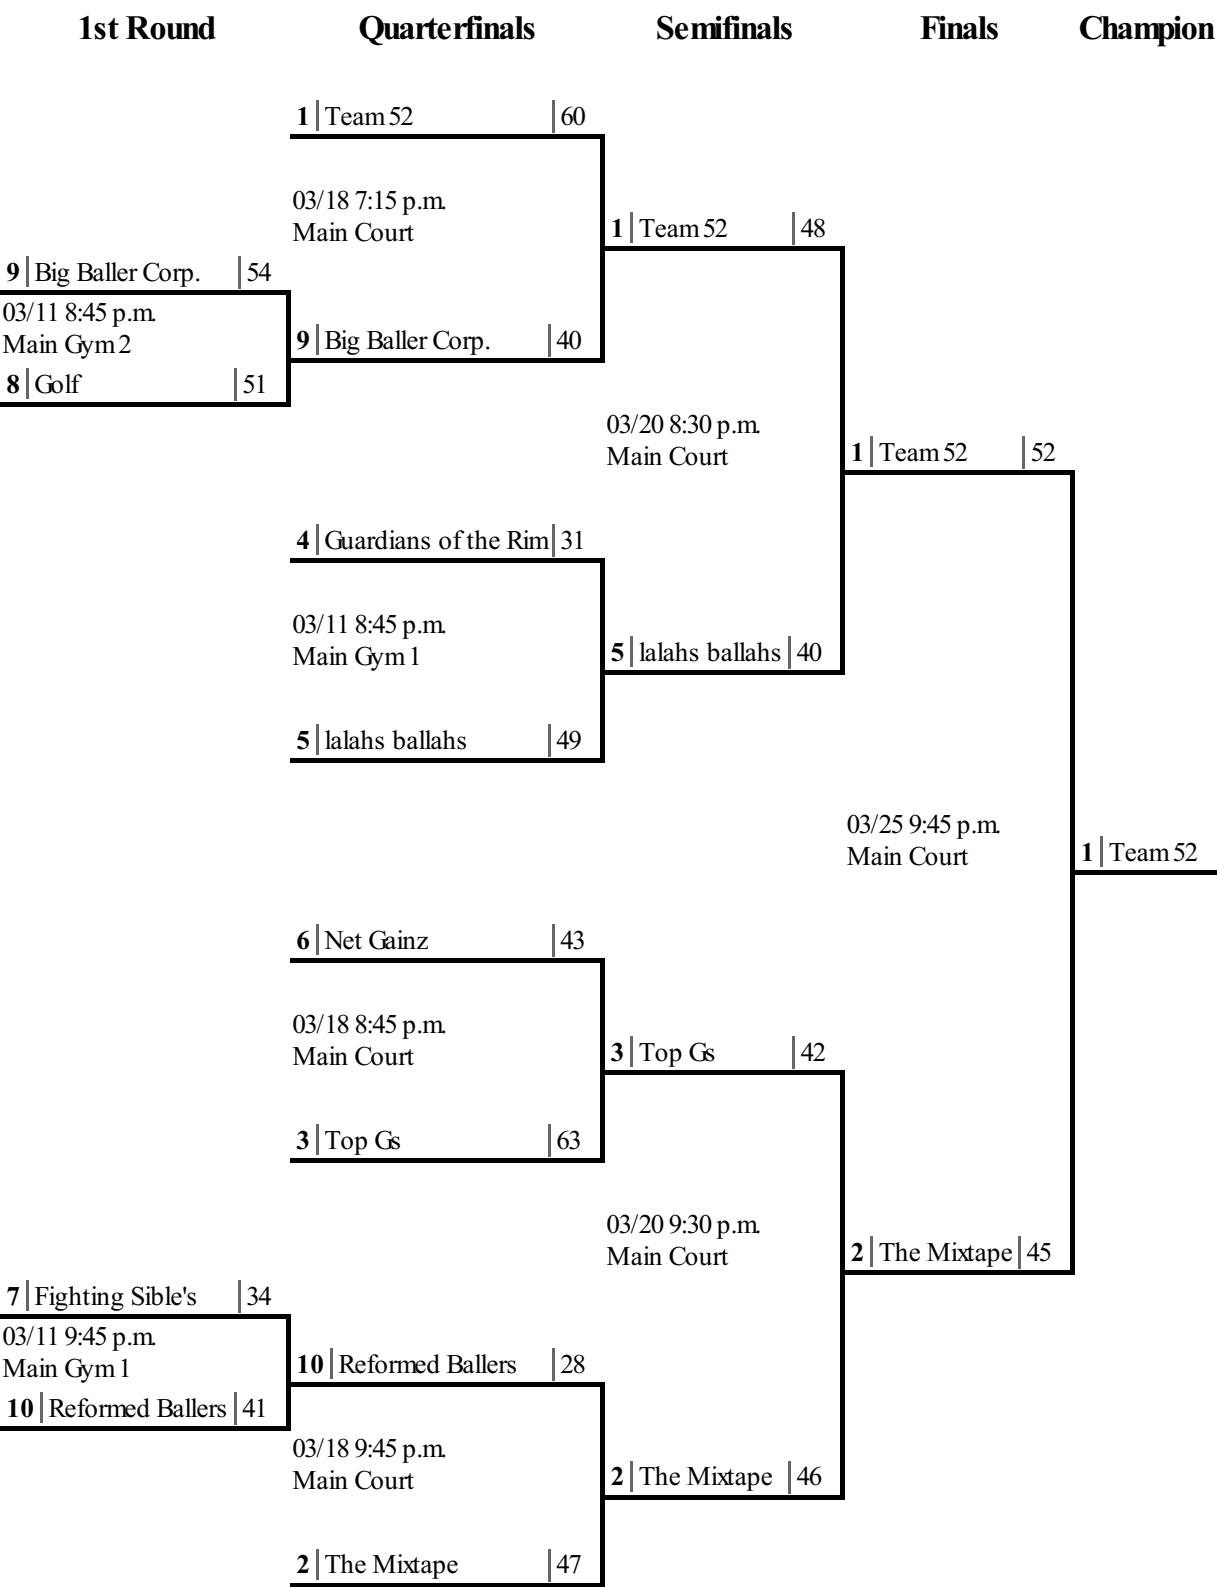 1st Round Quarterfinals Semifinals Finals Champion
1 Team 52 60
03/18 7:15 p.m.
Main Court
1 Team 52 48
9 Big Baller Corp. 54
03/11 8:45 p.m.
Main Gym 2
9 Big Baller Corp. 40
8 Golf 51
03/20 8:30 p.m.
Main Court
1 Team 52 52
4 Guardians of the Rim 31
03/11 8:45 p.m.
Main Gym 1
5 lalahs ballahs 40
5 lalahs ballahs 49
03/25 9:45 p.m.
Main Court
1 Team 52
6 Net Gainz 43
03/18 8:45 p.m.
Main Court
3 Top Gs 42
3 Top Gs 63
03/20 9:30 p.m.
Main Court
2 The Mixtape 45
7 Fighting Sible's 34
03/11 9:45 p.m.
Main Gym 1
10 Reformed Ballers 28
10 Reformed Ballers 41
03/18 9:45 p.m.
Main Court
2 The Mixtape 46
2 The Mixtape 47